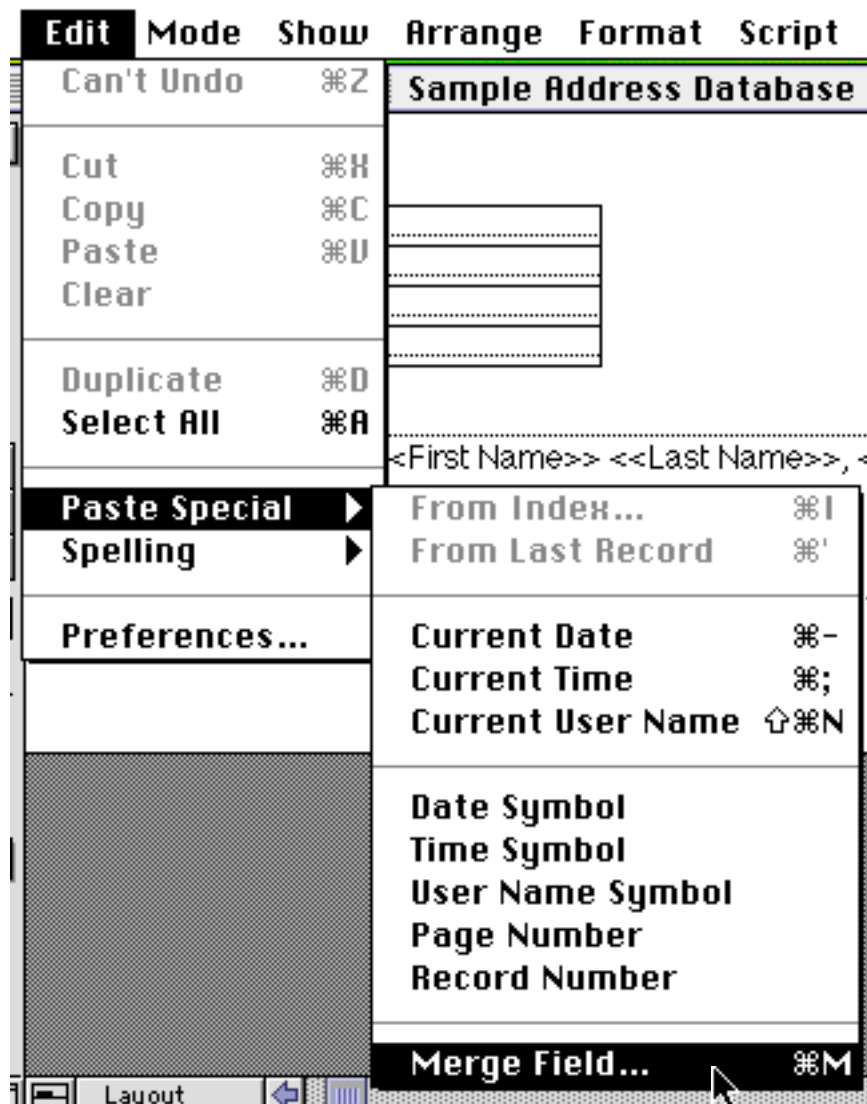 Edit Mode Show Arrange Format Script
Sample Address Database
Can't Undo ⌘Z
Cut ⌘X
Copy ⌘C
Paste ⌘V
Clear
Duplicate ⌘D
Select All ⌘A
<First Name>> <<Last Name>>, <
Paste Special ▶
Spelling ▶
Preferences...
From Index... ⌘I
From Last Record ⌘'
Current Date ⌘-
Current Time ⌘;
Current User Name ⇧⌘N
Date Symbol
Time Symbol
User Name Symbol
Page Number
Record Number
Merge Field... ⌘M
Layout